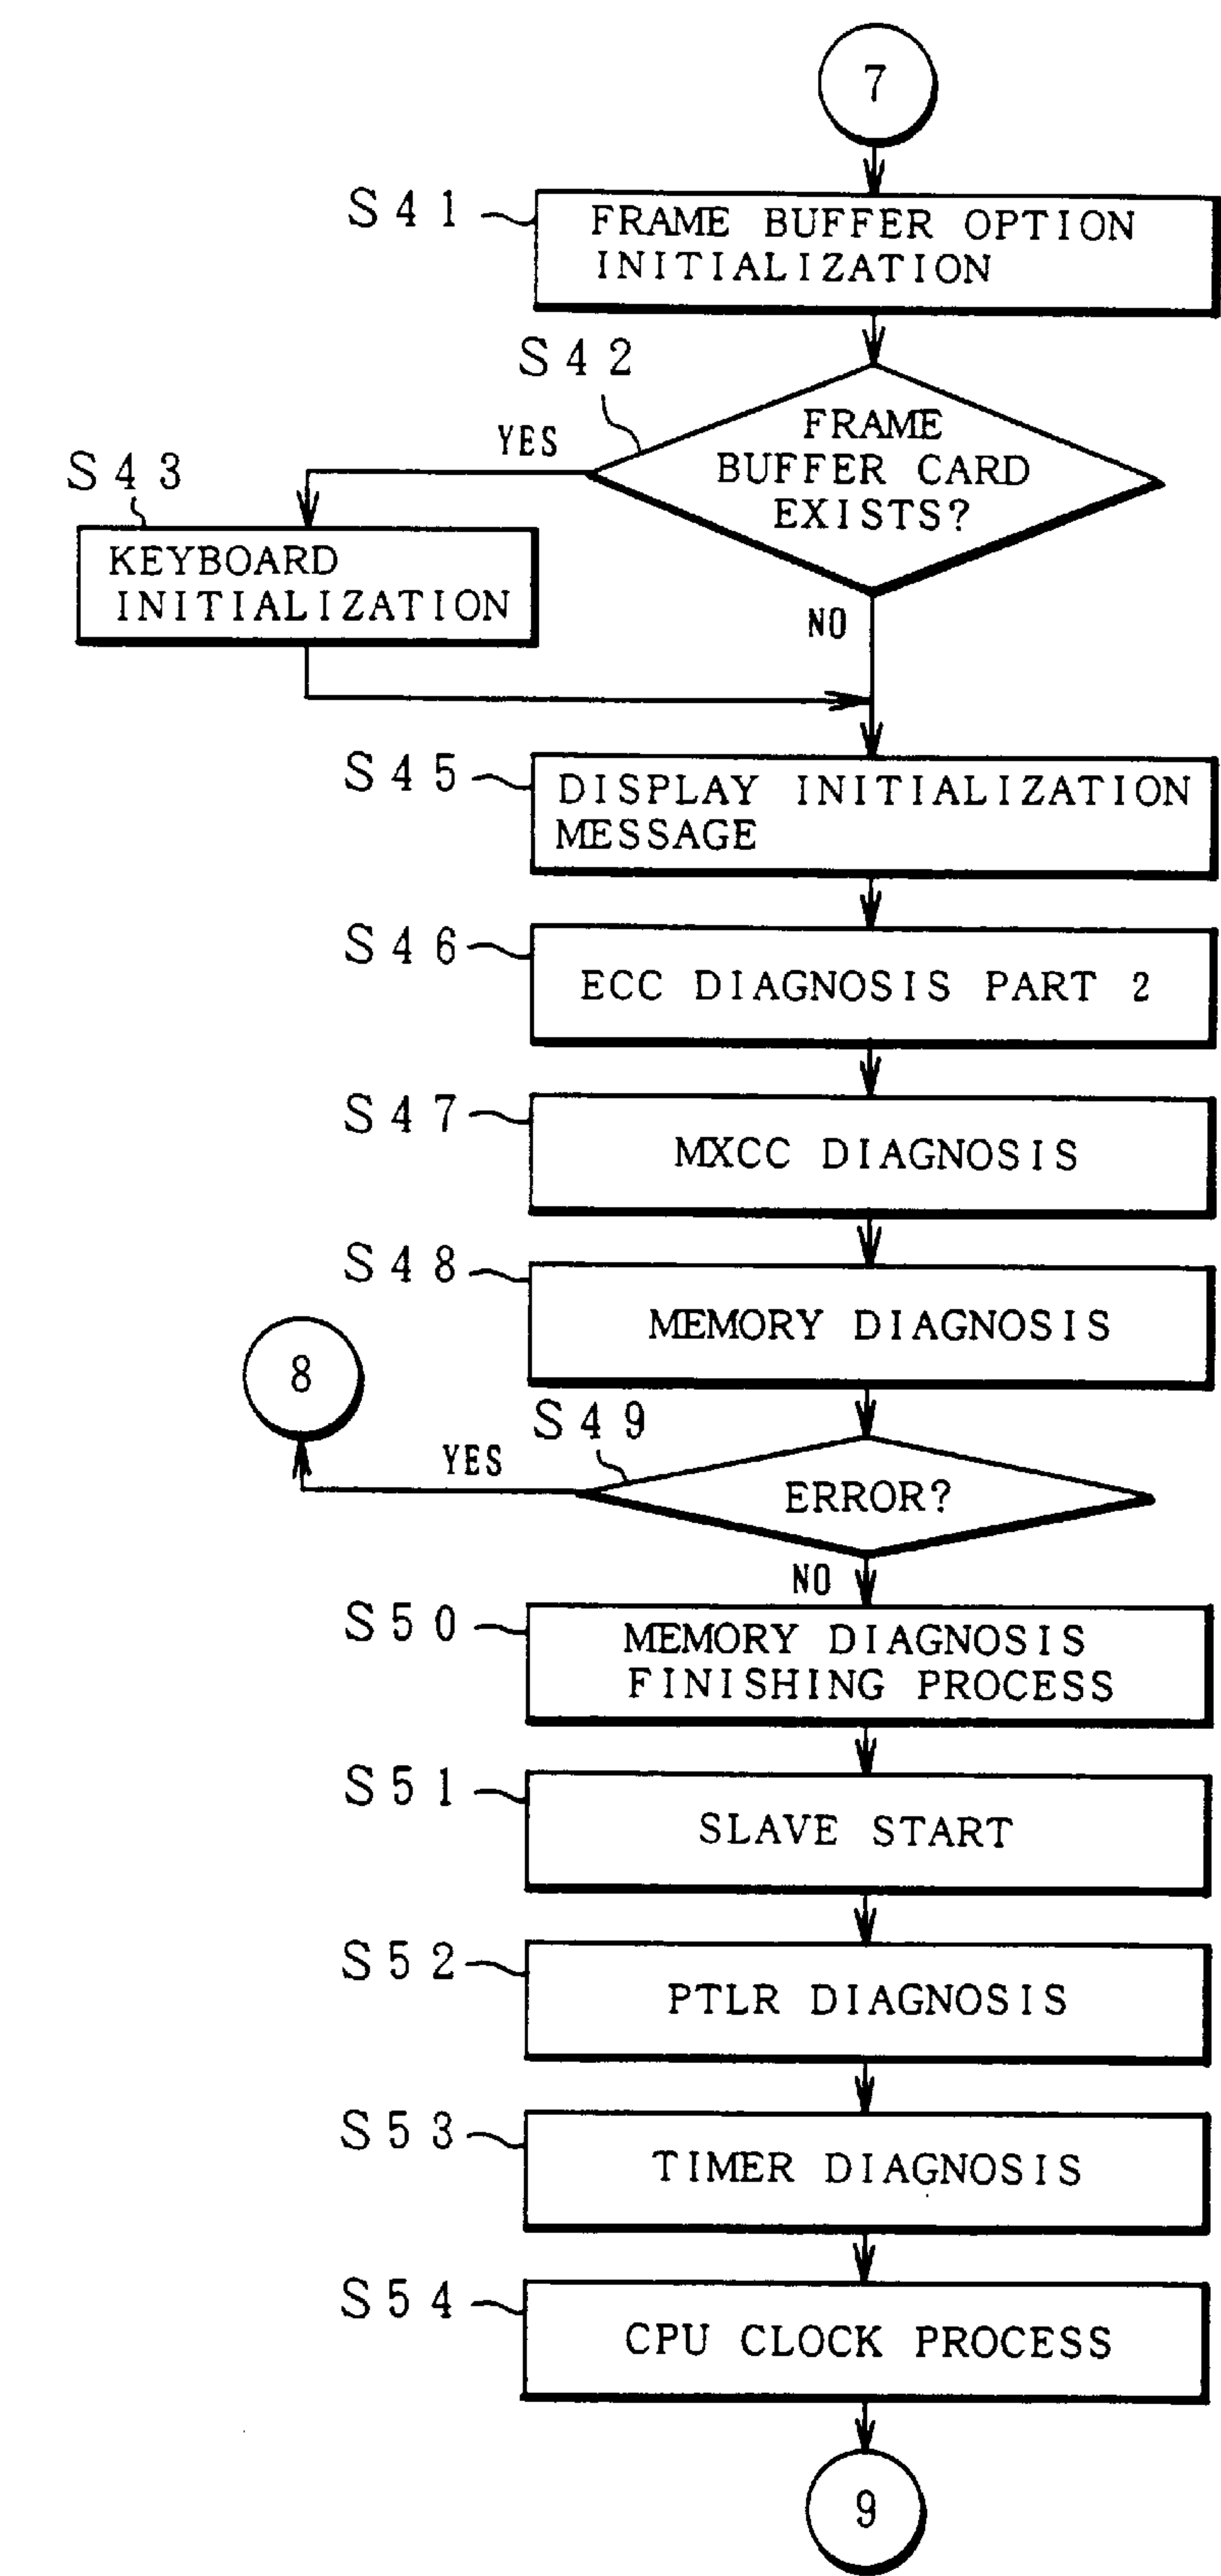 7
S41
FRAME BUFFER OPTION
INITIALIZATION
S42
FRAME
BUFFER CARD
EXISTS?
YES
S43
KEYBOARD
INITIALIZATION
NO
S45
DISPLAY INITIALIZATION
MESSAGE
S46
ECC DIAGNOSIS PART 2
S47
MXCC DIAGNOSIS
S48
MEMORY DIAGNOSIS
8
S49
YES
ERROR?
NO
S50
MEMORY DIAGNOSIS
FINISHING PROCESS
S51
SLAVE START
S52
PTLR DIAGNOSIS
S53
TIMER DIAGNOSIS
S54
CPU CLOCK PROCESS
9